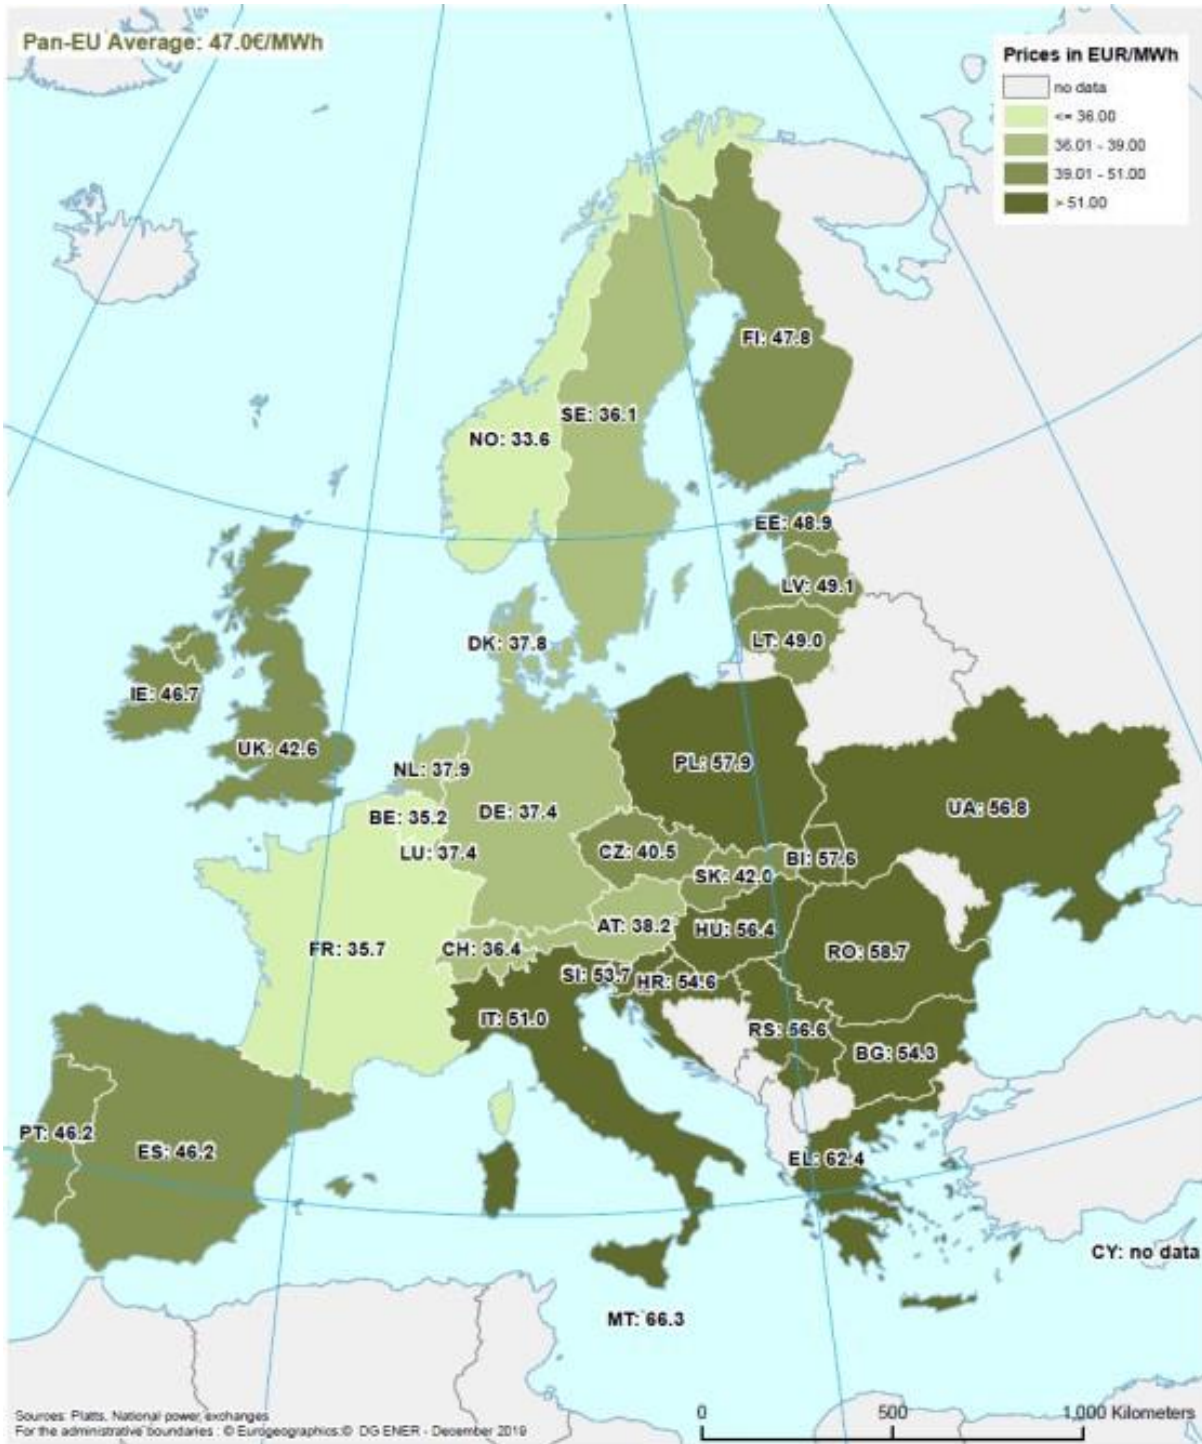 Pan-EU Average: 47.0€/MWh
Prices in EUR/MWh
no data
<= 36.00
36.01 - 39.00
39.01 - 51.00
> 51.00
FI: 47.8
SE: 36.1
NO: 33.6
EE: 48.9
LV: 49.1
LT: 49.0
DK: 37.8
IE: 46.7
UK: 42.6
NL: 37.9
PL: 57.9
BE: 35.2
DE: 37.4
UA: 56.8
LU: 37.4
CZ: 40.5
BI: 57.6
SK: 42.0
AT: 38.2
HU: 56.4
FR: 35.7
CH: 36.4
RO: 58.7
SI: 53.7
HR: 54.6
IT: 51.0
RS: 56.6
BG: 54.3
PT: 46.2
ES: 46.2
EL: 62.4
CY: no data
MT: 66.3
Sources: Platts, National power exchanges
For the administrative boundaries : © Eurogeographics;© DG ENER - December 2019
0 500 1,000 Kilometers